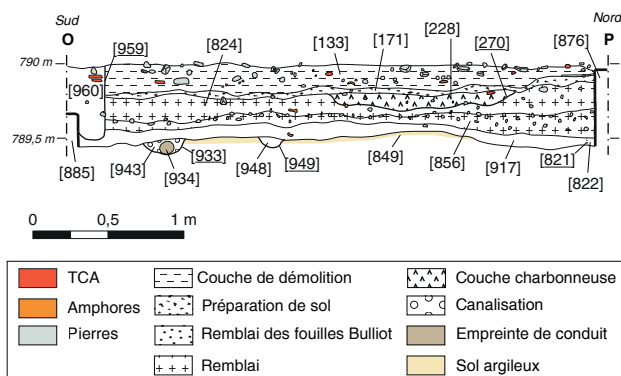 Sud
Nord
O
[959]
[824]
[133]
[171]
[228]
[270]
[876]
P
790 m
[960]
789,5 m
[885]
[943]
[934]
[933]
[948]
[949]
[849]
[856]
[917]
[821]
[822]
0 0,5 1 m
TCA
Couche de démolition
Couche charbonneuse
Amphores
Préparation de sol
Canalisation
Pierres
Remblai des fouilles Bulliot
Empreinte de conduit
Remblai
Sol argileux